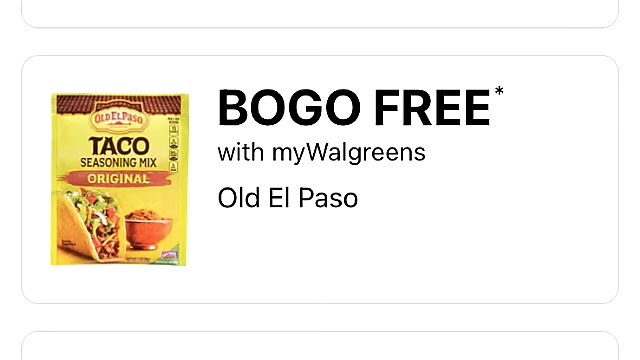 BOGO FREE*
with myWalgreens
Old El Paso
OLD EL PASO
TACO
SEASONING MIX
ORIGINAL